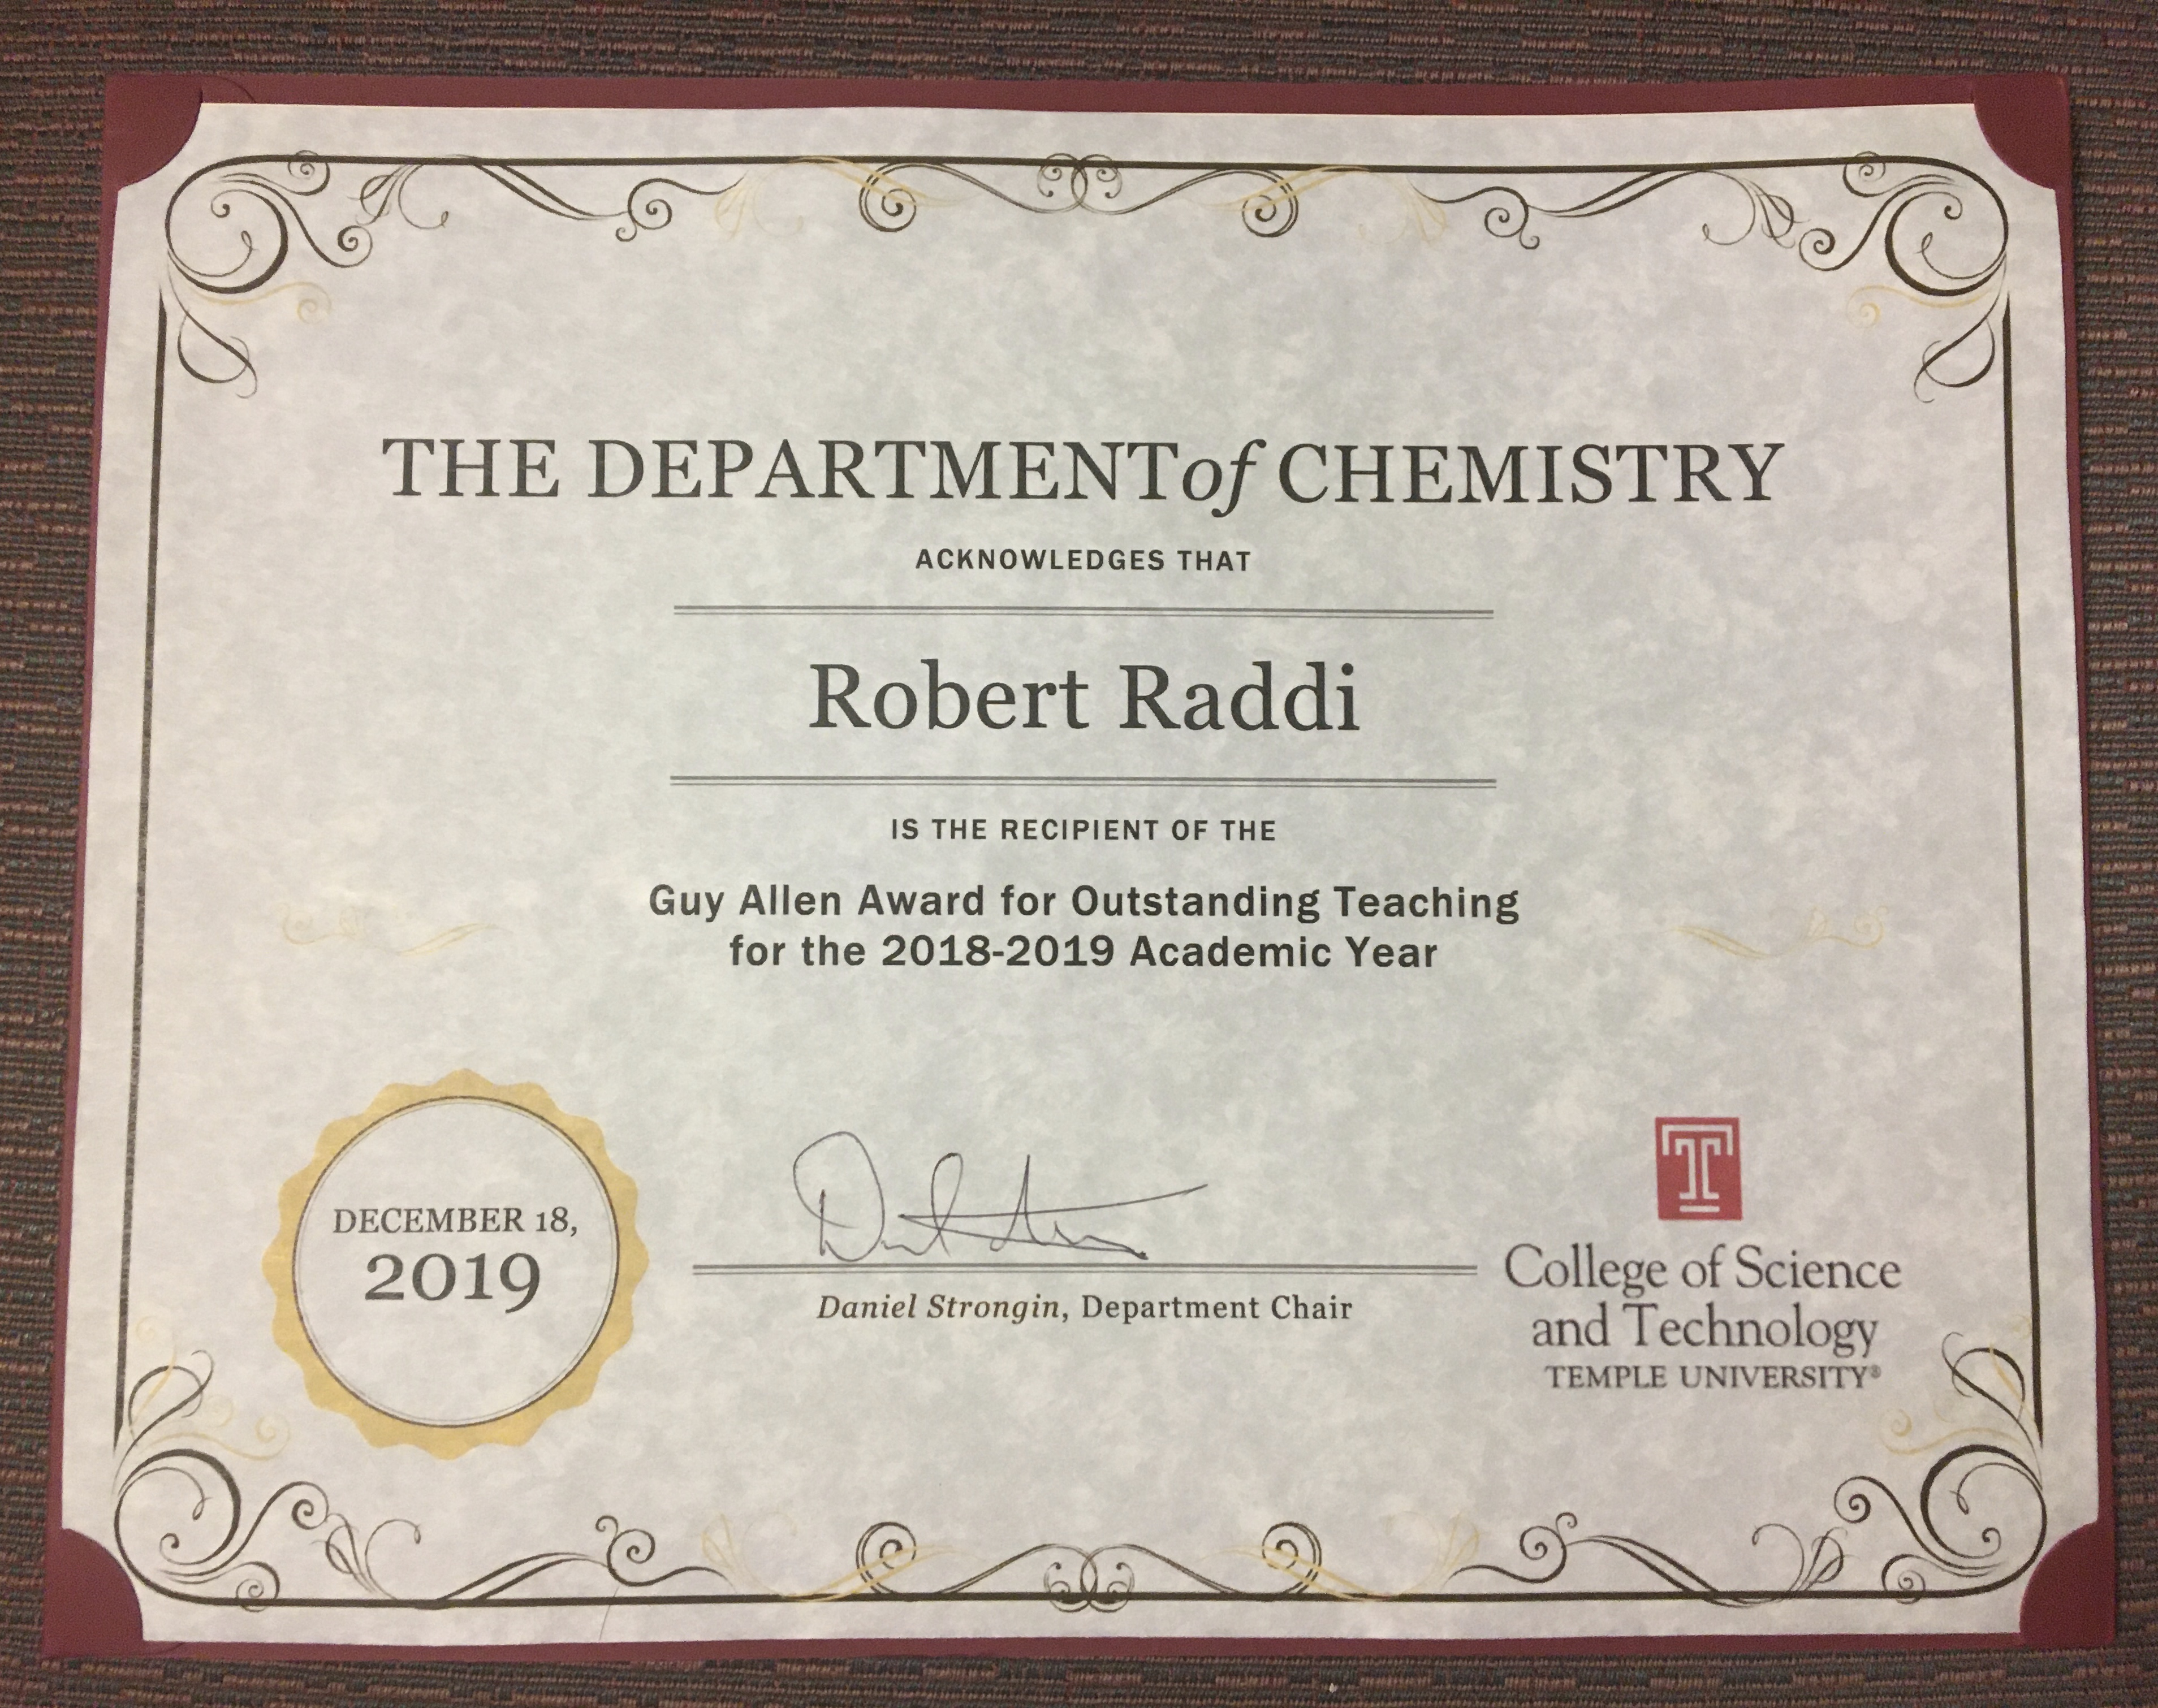 THE DEPARTMENT of CHEMISTRY
ACKNOWLEDGES THAT
Robert Raddi
IS THE RECIPIENT OF THE
Guy Allen Award for Outstanding Teaching
for the 2018-2019 Academic Year
DECEMBER 18,
2019
Daniel Strongin, Department Chair
T
College of Science
and Technology
TEMPLE UNIVERSITY®